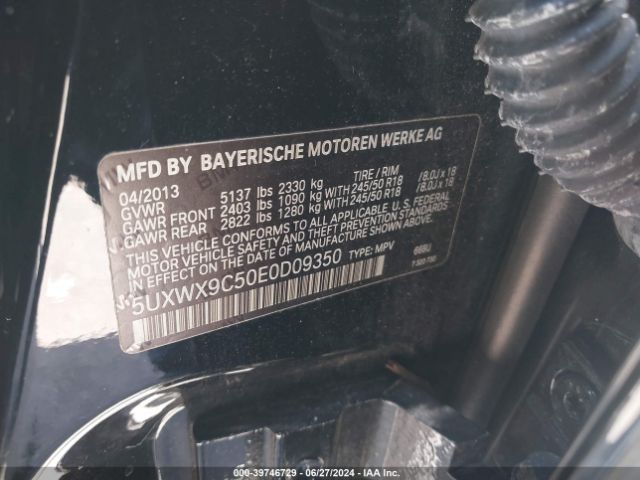 MFD BY BAYERISCHE MOTOREN WERKE AG
04/2013 TIRE / RIM
GVWR 5137 lbs 2330 kg
GAWR FRONT 2403 lbs 1090 kg WITH 245/50 R18 /8.0J x 18
GAWR REAR 2822 lbs 1280 kg WITH 245/50 R18 /8.0J x 18
THIS VEHICLE CONFORMS TO ALL APPLICABLE U.S. FEDERAL
MOTOR VEHICLE SAFETY AND THEFT PREVENTION STANDARDS
IN EFFECT ON THE DATE OF MANUFACTURE SHOWN ABOVE.
5UXWX9C50E0D09350 TYPE: MPV
000-39746729 - 06/27/2024 - IAA Inc.